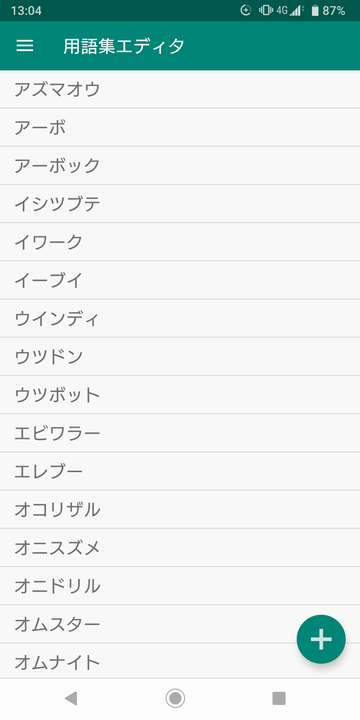 13:04 4G 87%
用語集エディタ
アズマオウ
アーボ
アーボック
イシツブテ
イワーク
イーブイ
ウインディ
ウツドン
ウツボット
エビワラー
エレブー
オコリザル
オニスズメ
オニドリル
オムスター
オムナイト